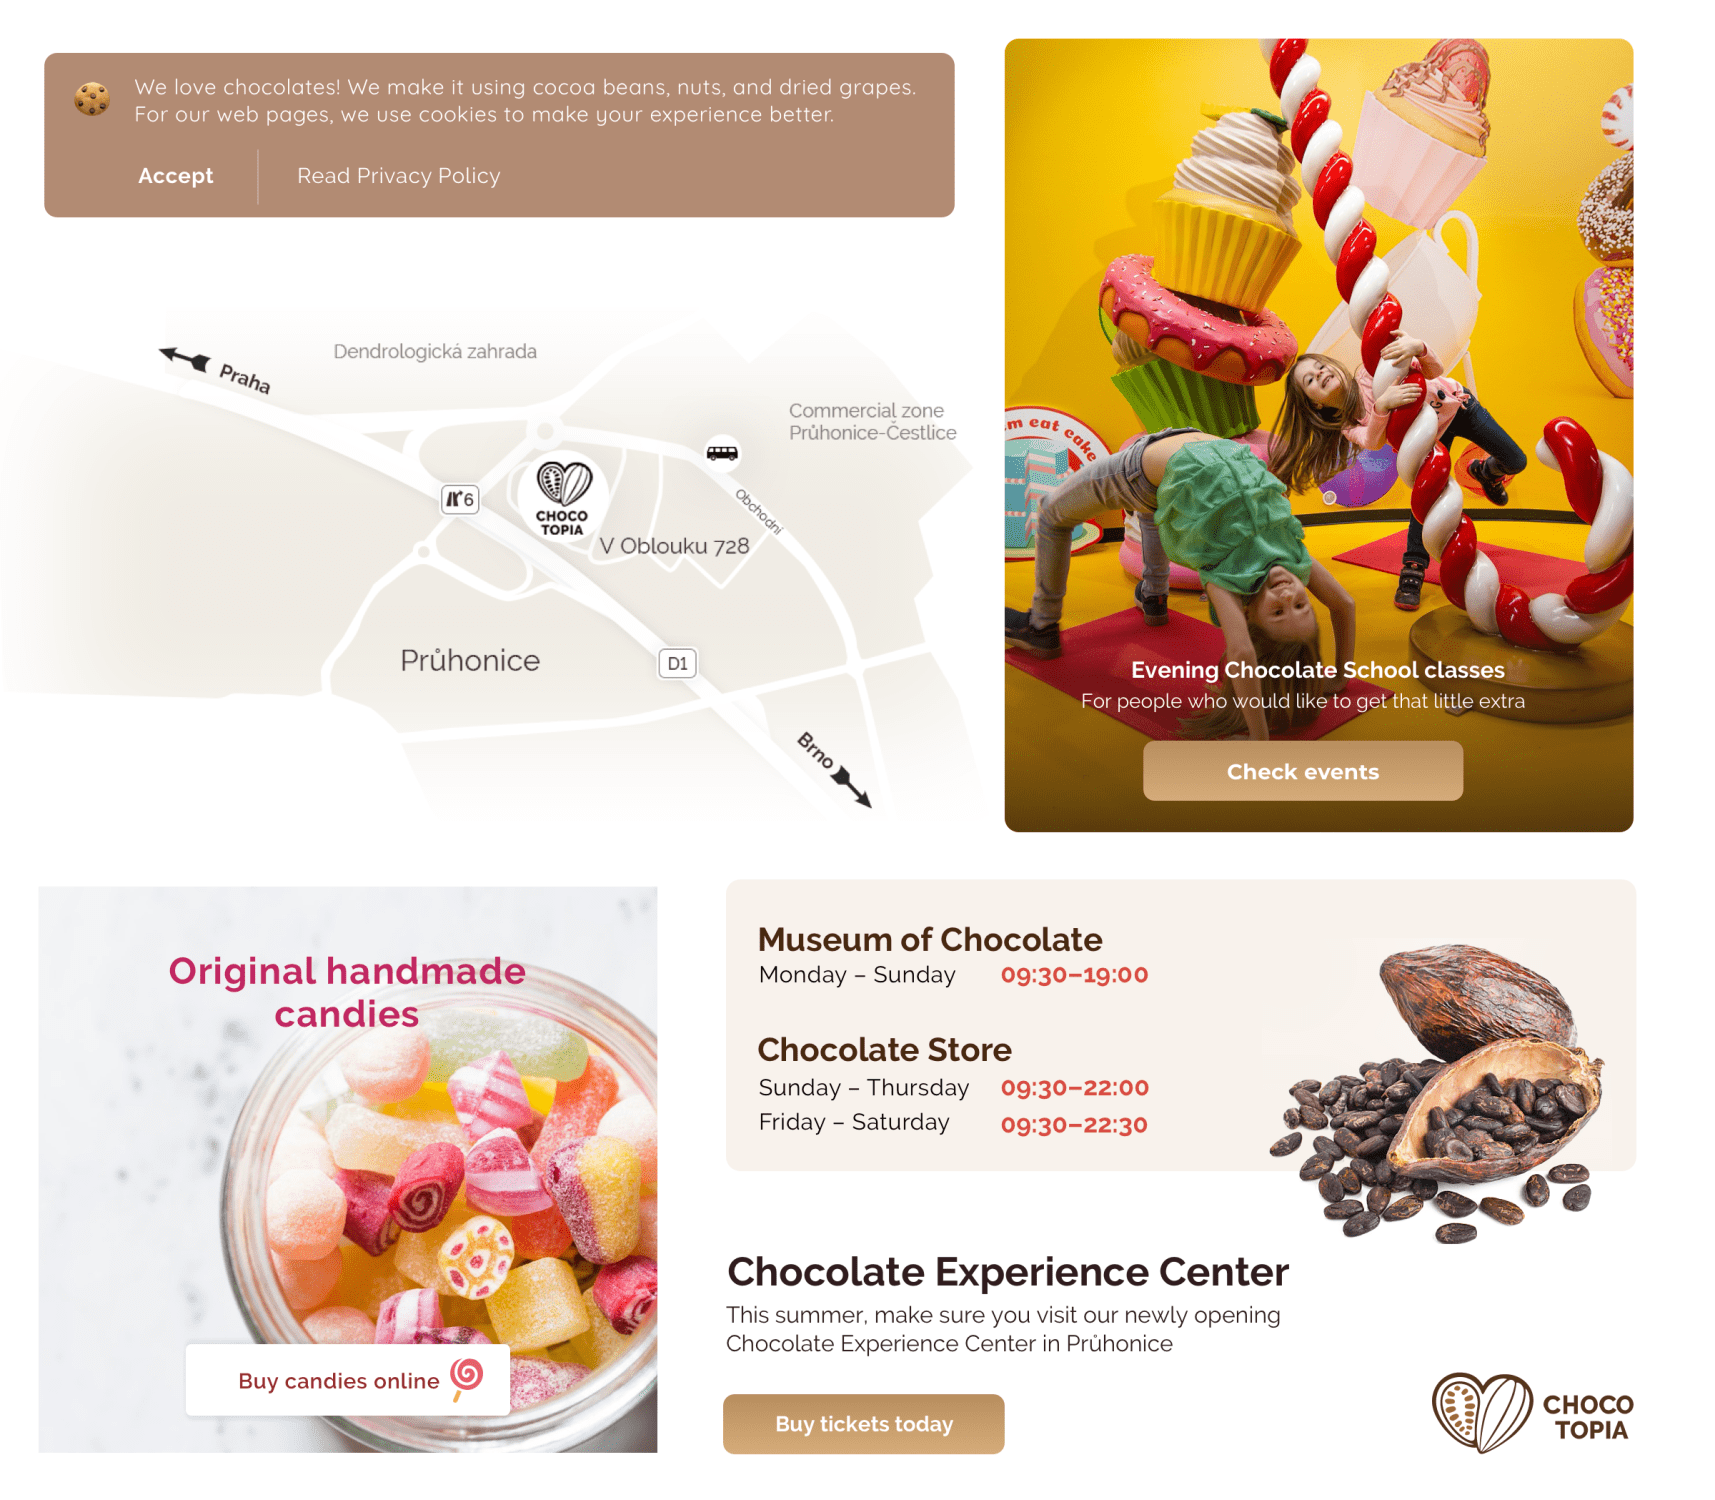 We love chocolates! We make it using cocoa beans, nuts, and dried grapes.
For our web pages, we use cookies to make your experience better.
Accept
Read Privacy Policy
Praha
Dendrologická zahrada
Commercial zone
Průhonice-Čestlice
6
CHOCO
TOPIA
Obchodní
V Oblouku 728
Průhonice
D1
Brno
m eat cake
Evening Chocolate School classes
For people who would like to get that little extra
Check events
Original handmade
candies
Buy candies online
Museum of Chocolate
Monday – Sunday 09:30–19:00
Chocolate Store
Sunday – Thursday 09:30–22:00
Friday – Saturday 09:30–22:30
Chocolate Experience Center
This summer, make sure you visit our newly opening
Chocolate Experience Center in Průhonice
Buy tickets today
CHOCO
TOPIA